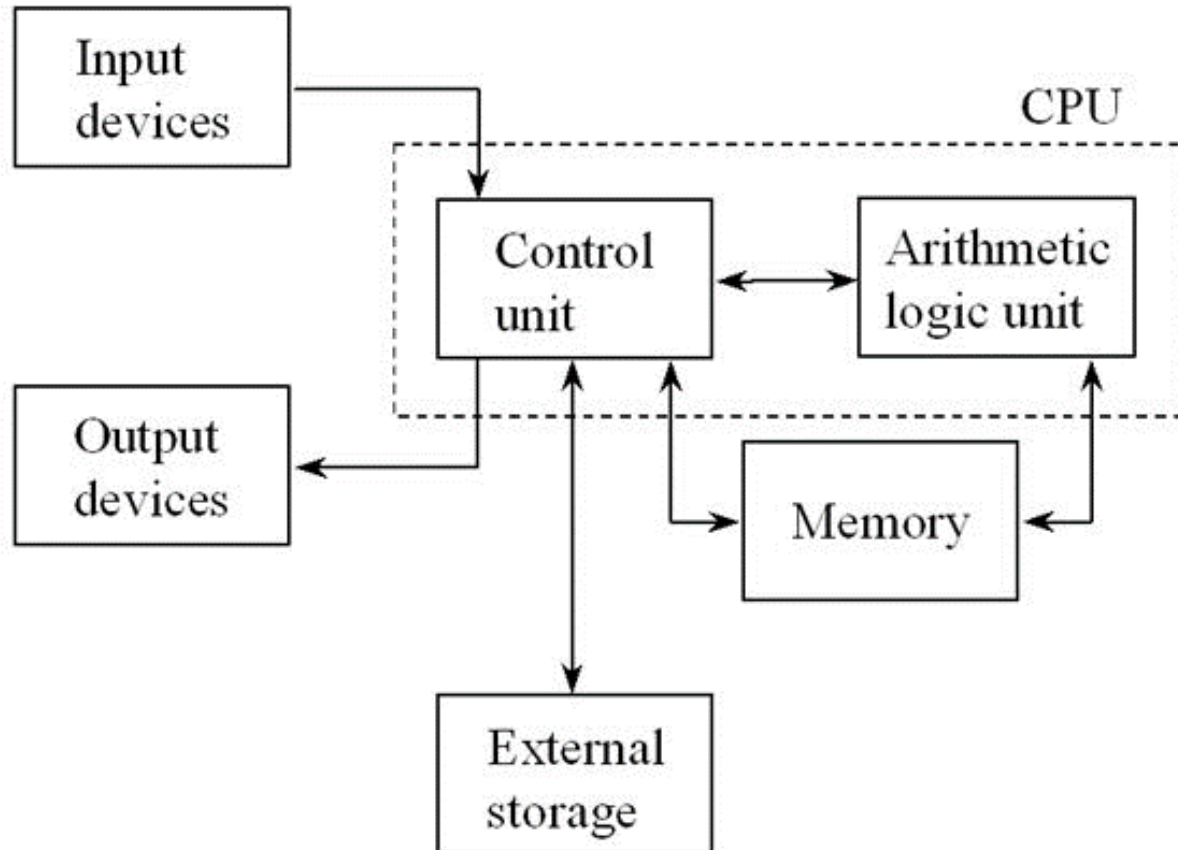 Input
devices
CPU
Control
unit
Arithmetic
logic unit
Output
devices
Memory
External
storage